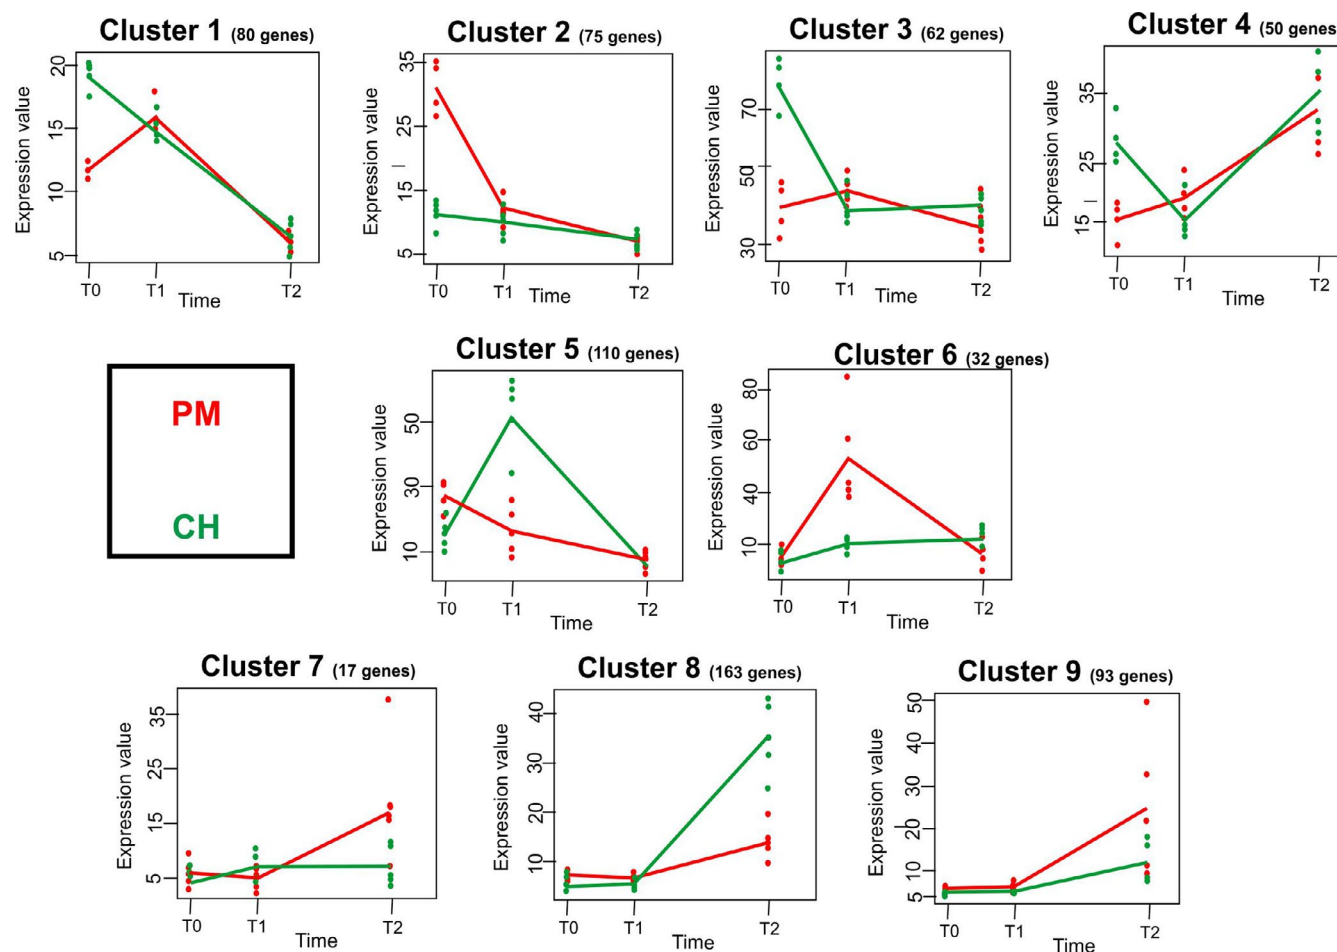 Cluster 1 (80 genes)
Expression value
20
15
10
5
T0
T1
Time
T2
Cluster 2 (75 genes)
Expression value
35
25
15
5
T0
T1
Time
T2
Cluster 3 (62 genes)
Expression value
70
50
30
T0
T1
Time
T2
Cluster 4 (50 genes)
Expression value
35
25
15
T0
T1
Time
T2
PM
CH
Cluster 5 (110 genes)
Expression value
50
30
10
T0
T1
Time
T2
Cluster 6 (32 genes)
Expression value
80
60
40
10
T0
T1
Time
T2
Cluster 7 (17 genes)
Expression value
35
25
15
5
T0
T1
Time
T2
Cluster 8 (163 genes)
Expression value
40
30
20
10
T0
T1
Time
T2
Cluster 9 (93 genes)
Expression value
50
40
30
20
10
5
T0
T1
Time
T2